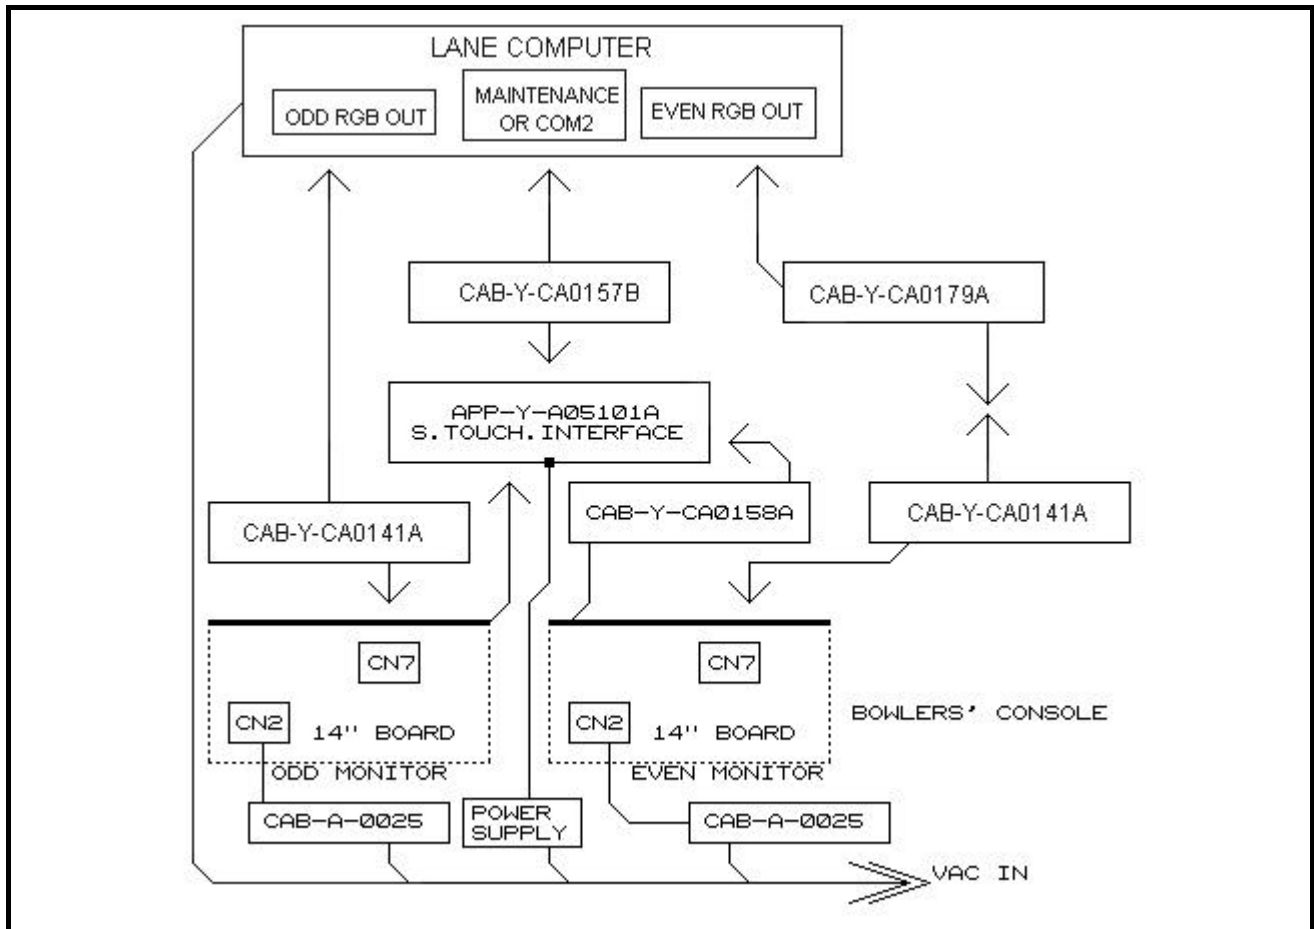 LANE COMPUTER
ODD RGB OUT
MAINTENANCE
OR COM2
EVEN RGB OUT
CAB-Y-CA0157B
CAB-Y-CA0179A
APP-Y-A05101A
S.TOUCH.INTERFACE
CAB-Y-CA0141A
CAB-Y-CA0158A
CAB-Y-CA0141A
CN7
CN2
14" BOARD
ODD MONITOR
CN7
CN2
14" BOARD
EVEN MONITOR
BOWLERS' CONSOLE
CAB-A-0025
POWER
SUPPLY
CAB-A-0025
VAC IN